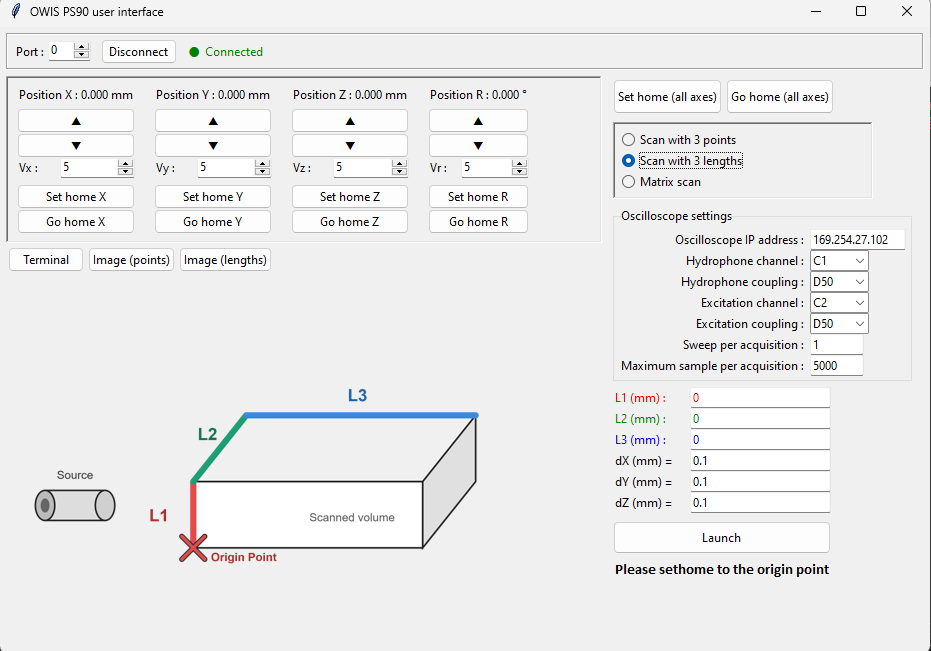 OWIS PS90 user interface
Port : 0 Disconnect Connected
Position X : 0.000 mm Position Y : 0.000 mm Position Z : 0.000 mm Position R : 0.000 °
▲ ▲ ▲ ▲
▼ ▼ ▼ ▼
Vx : 5 Vy : 5 Vz : 5 Vr : 5
Set home X Set home Y Set home Z Set home R
Go home X Go home Y Go home Z Go home R
Terminal Image (points) Image (lengths)
Set home (all axes) Go home (all axes)
Scan with 3 points
Scan with 3 lengths
Matrix scan
Oscilloscope settings
Oscilloscope IP address : 169.254.27.102
Hydrophone channel : C1
Hydrophone coupling : D50
Excitation channel : C2
Excitation coupling : D50
Sweep per acquisition : 1
Maximum sample per acquisition : 5000
L3
L2
Source
L1
Scanned volume
Origin Point
L1 (mm) : 0
L2 (mm) : 0
L3 (mm) : 0
dX (mm) = 0.1
dY (mm) = 0.1
dZ (mm) = 0.1
Launch
Please sethome to the origin point